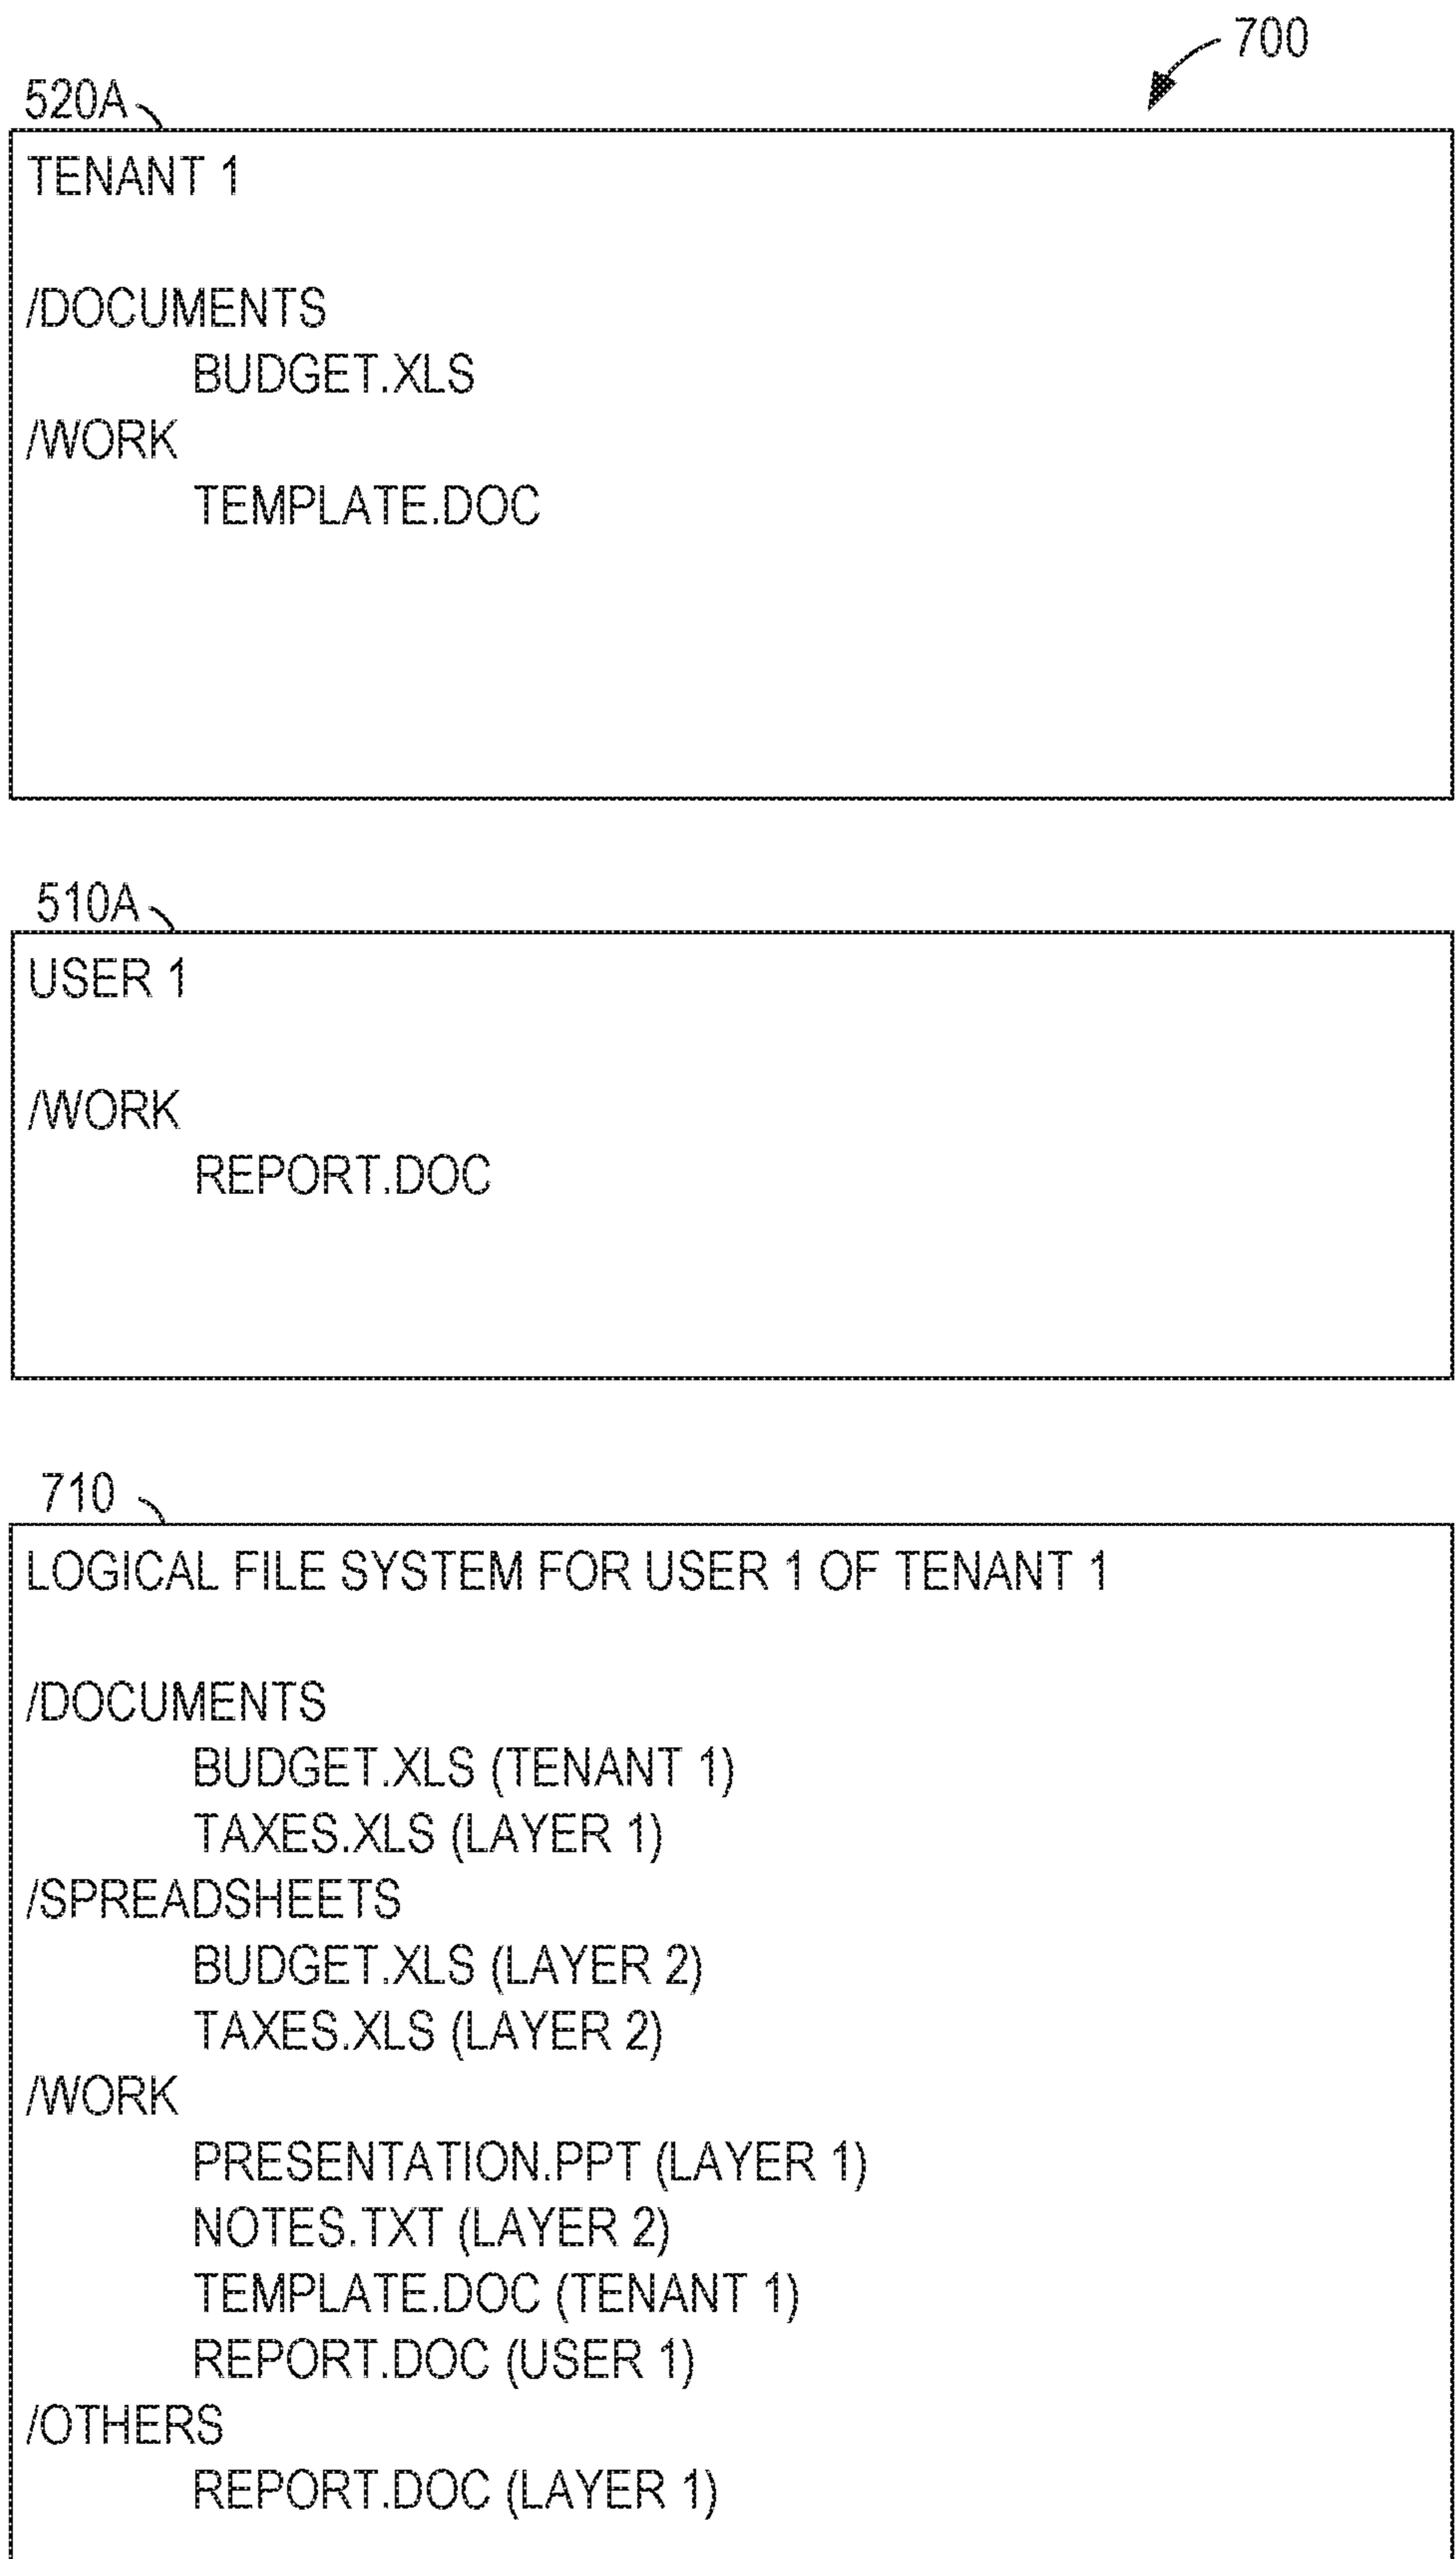 700
520A
TENANT 1
/DOCUMENTS
BUDGET.XLS
/WORK
TEMPLATE.DOC
510A
USER 1
/WORK
REPORT.DOC
710
LOGICAL FILE SYSTEM FOR USER 1 OF TENANT 1
/DOCUMENTS
BUDGET.XLS (TENANT 1)
TAXES.XLS (LAYER 1)
/SPREADSHEETS
BUDGET.XLS (LAYER 2)
TAXES.XLS (LAYER 2)
/WORK
PRESENTATION.PPT (LAYER 1)
NOTES.TXT (LAYER 2)
TEMPLATE.DOC (TENANT 1)
REPORT.DOC (USER 1)
/OTHERS
REPORT.DOC (LAYER 1)